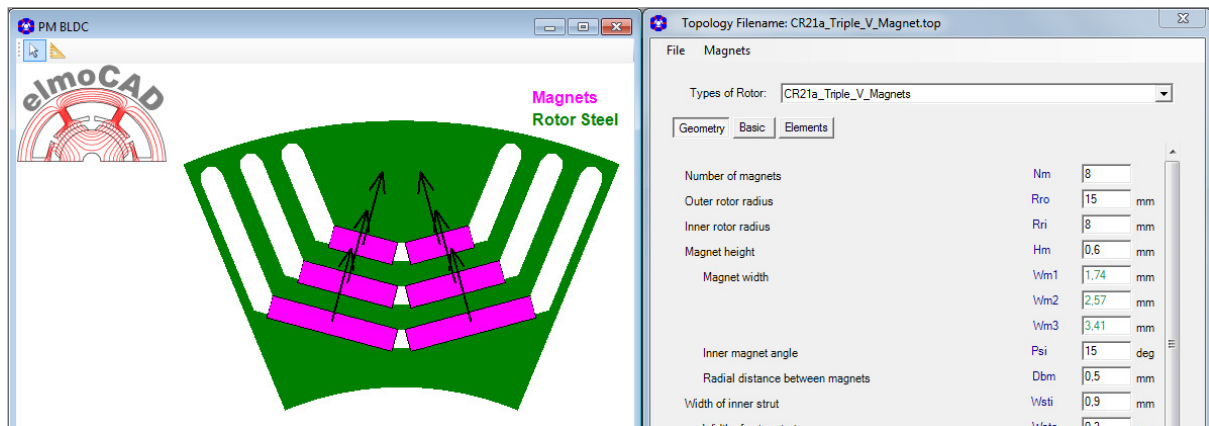 PM BLDC
elmoCAD
Magnets
Rotor Steel
Topology Filename: CR21a_Triple_V_Magnet.top
File Magnets
Types of Rotor: CR21a_Triple_V_Magnets
Geometry Basic Elements
Number of magnets Nm 8
Outer rotor radius Rro 15 mm
Inner rotor radius Rri 8 mm
Magnet height Hm 0,6 mm
Magnet width Wm1 1,74 mm
Wm2 2,57 mm
Wm3 3,41 mm
Inner magnet angle Psi 15 deg
Radial distance between magnets Dbm 0,5 mm
Width of inner strut Wsti 0,9 mm